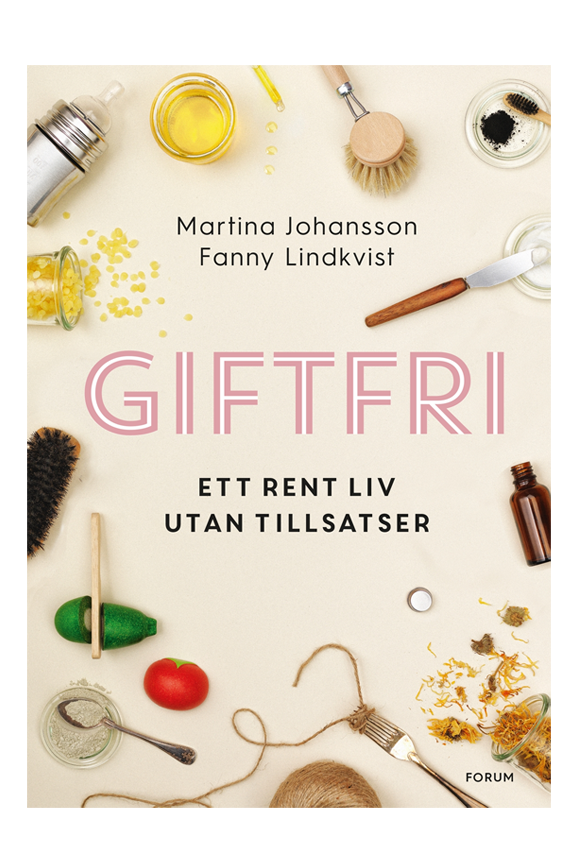 Martina Johansson
Fanny Lindkvist
GIFTFRI
ETT RENT LIV
UTAN TILLSATSER
FORUM